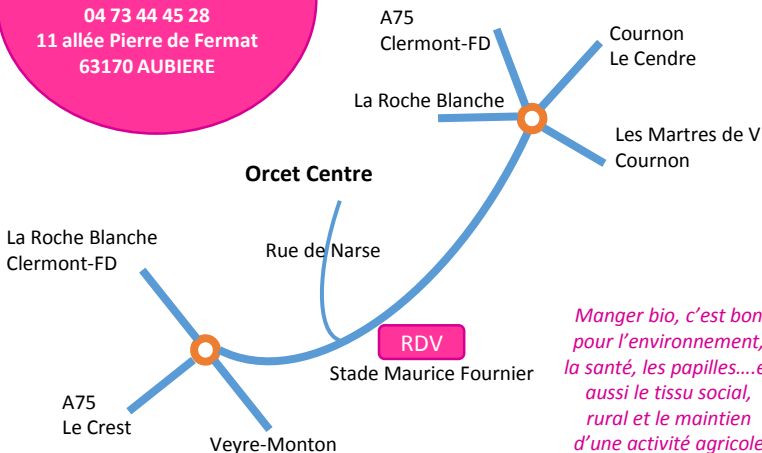 04 73 44 45 28
11 allée Pierre de Fermat
63170 AUBIERE
A75
Clermont-FD
Cournon
Le Cendre
La Roche Blanche
Les Martres de V
Cournon
Orcet Centre
Rue de Narse
La Roche Blanche
Clermont-FD
RDV
Stade Maurice Fournier
A75
Le Crest
Veyre-Monton
Manger bio, c'est bon
pour l'environnement,
la santé, les papilles....e
aussi le tissu social,
rural et le maintien
d'une activité agricole